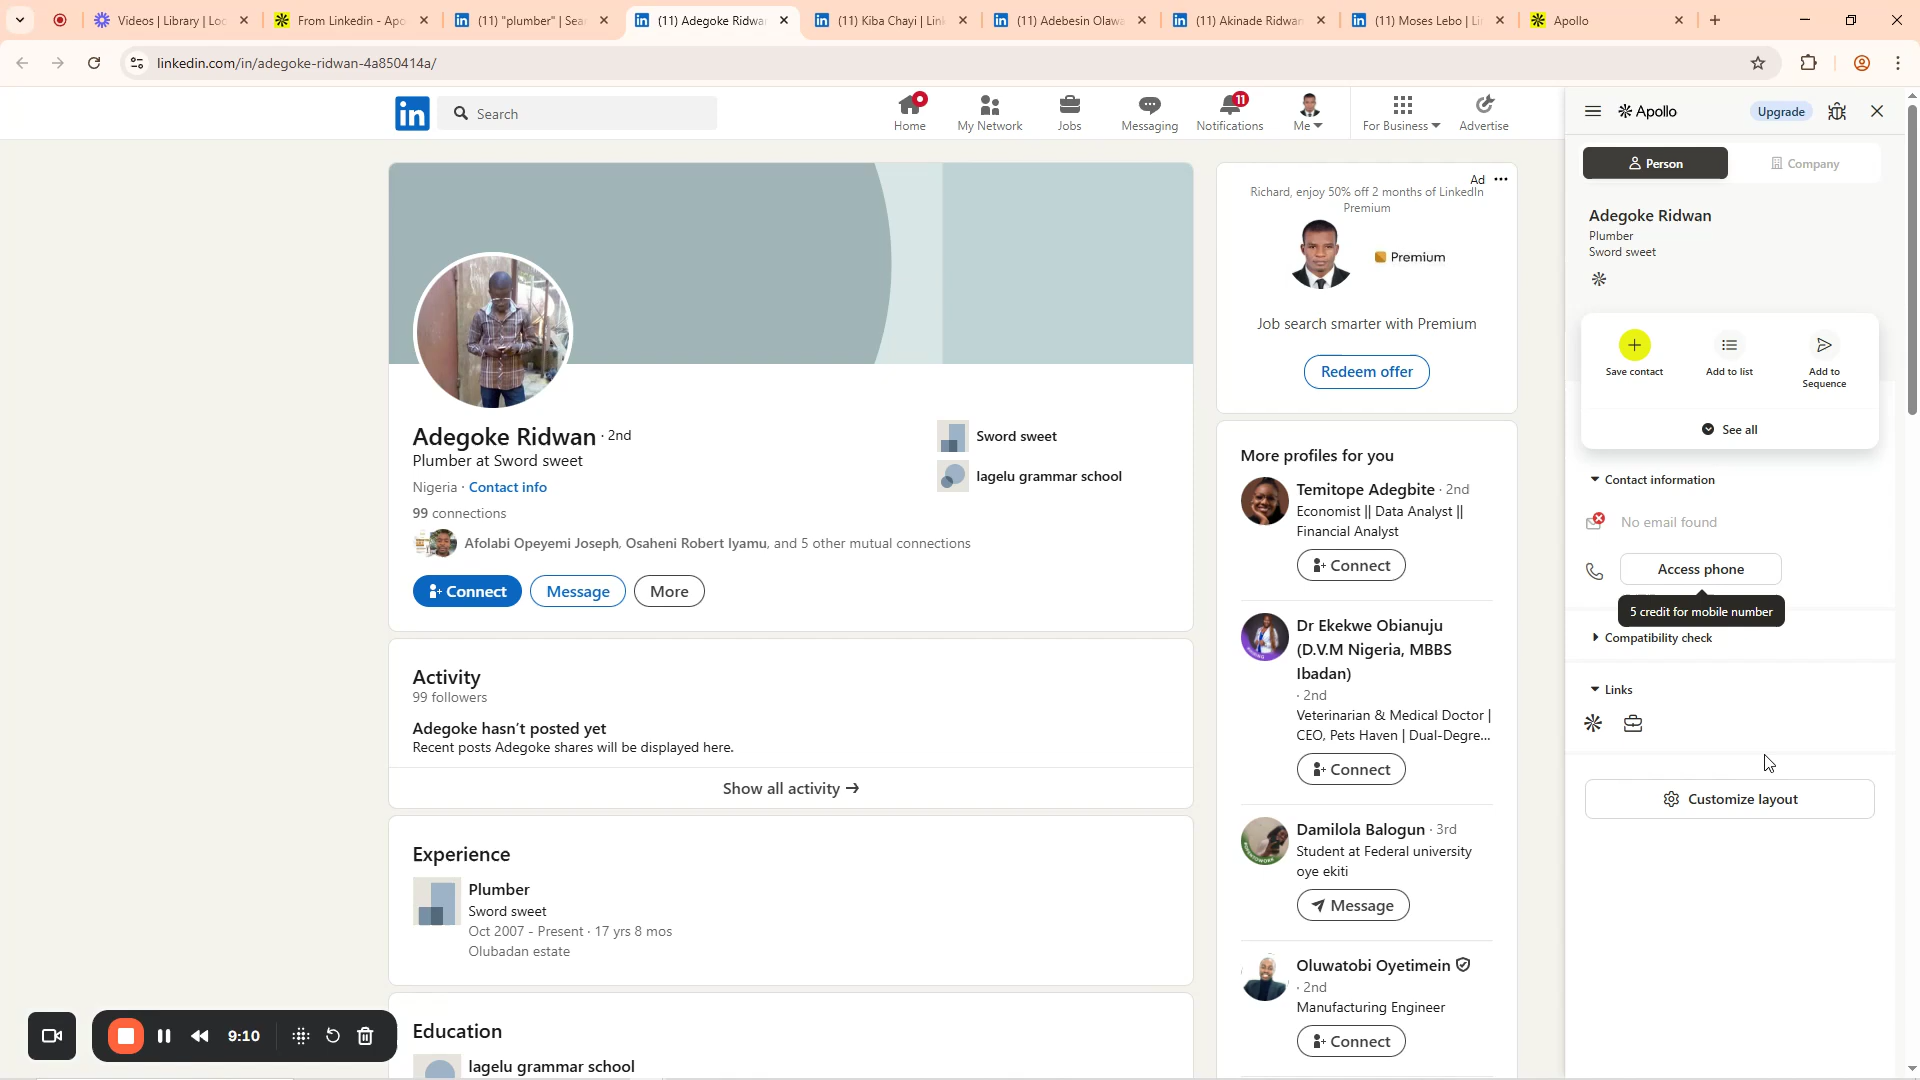 Videos | Library | Loc
From Linkedin - Apo
(11) "plumber" | Sea
(11) Adegoke Ridwa
(11) Kiba Chayi | Link
(11) Adebesin Olawa
(11) Akinade Ridwan
(11) Moses Lebo | Li
Apollo
linkedin.com/in/adegoke-ridwan-4a850414a/
in
Search
Home
My Network
Jobs
Messaging
11
Notifications
Me
For Business
Advertise
Adegoke Ridwan · 2nd
Plumber at Sword sweet
Nigeria · Contact info
99 connections
Afolabi Opeyemi Joseph, Osaheni Robert Iyamu, and 5 other mutual connections
Connect
Message
More
Sword sweet
lagelu grammar school
Activity
99 followers
Adegoke hasn't posted yet
Recent posts Adegoke shares will be displayed here.
Show all activity →
Experience
Plumber
Sword sweet
Oct 2007 - Present · 17 yrs 8 mos
Olubadan estate
Education
lagelu grammar school
9:10
Ad
Richard, enjoy 50% off 2 months of LinkedIn
Premium
Premium
Job search smarter with Premium
Redeem offer
More profiles for you
Temitope Adegbite · 2nd
Economist || Data Analyst ||
Financial Analyst
Connect
Dr Ekekwe Obianuju
(D.V.M Nigeria, MBBS
Ibadan)
· 2nd
Veterinarian & Medical Doctor |
CEO, Pets Haven | Dual-Degre...
Connect
Damilola Balogun · 3rd
Student at Federal university
oye ekiti
Message
Oluwatobi Oyetimein
· 2nd
Manufacturing Engineer
Connect
Apollo
Upgrade
Person
Company
Adegoke Ridwan
Plumber
Sword sweet
Save contact
Add to list
Add to
Sequence
See all
Contact information
No email found
Access phone
5 credit for mobile number
Compatibility check
Links
Customize layout